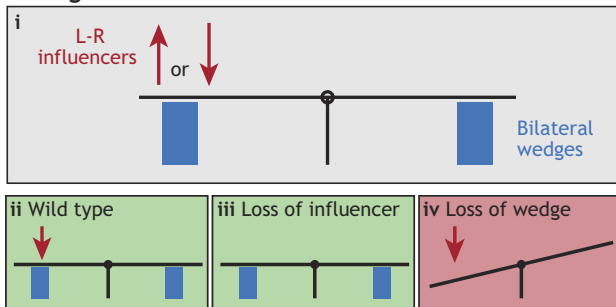 i
L-R
influencers
or
Bilateral
wedges
ii Wild type
iii Loss of influencer
iv Loss of wedge